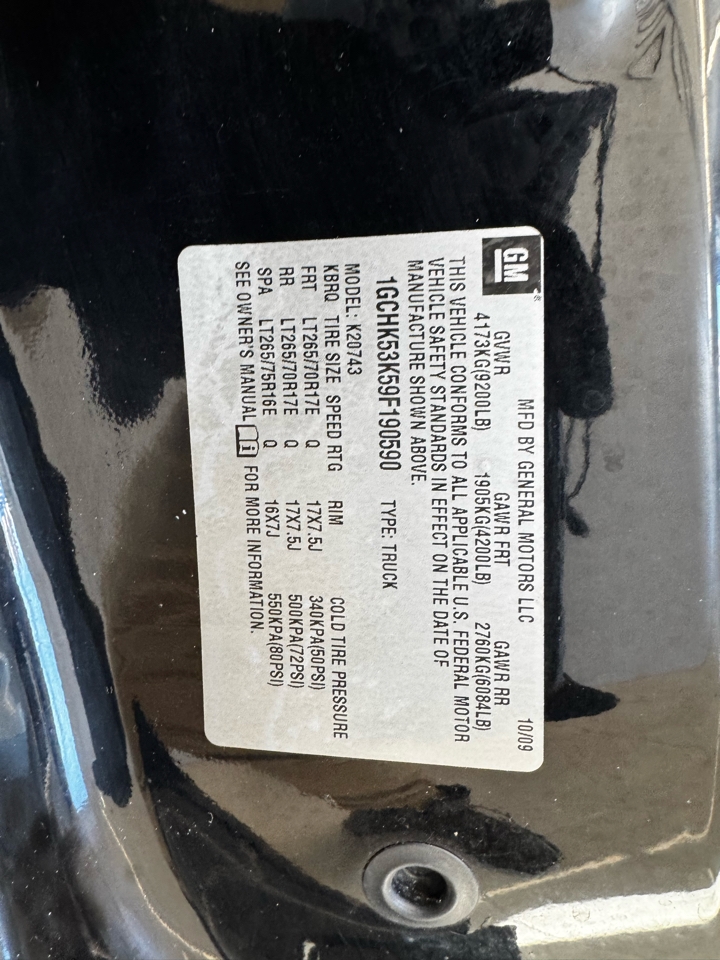 GM ®
MFD BY GENERAL MOTORS LLC 10/09
GVWR GAWR FRT GAWR RR
4173KG(9200LB) 1905KG(4200LB) 2760KG(6084LB)
THIS VEHICLE CONFORMS TO ALL APPLICABLE U.S. FEDERAL MOTOR
VEHICLE SAFETY STANDARDS IN EFFECT ON THE DATE OF
MANUFACTURE SHOWN ABOVE.
1GCHK53K59F190590 TYPE: TRUCK
MODEL: K20743
KBRQ TIRE SIZE SPEED RTG RIM COLD TIRE PRESSURE
FRT LT265/70R17E Q 17X7.5J 340KPA(50PSI)
RR LT265/70R17E Q 17X7.5J 500KPA(72PSI)
SPA LT265/75R16E Q 16X7J 550KPA(80PSI)
SEE OWNER'S MANUAL i FOR MORE INFORMATION.